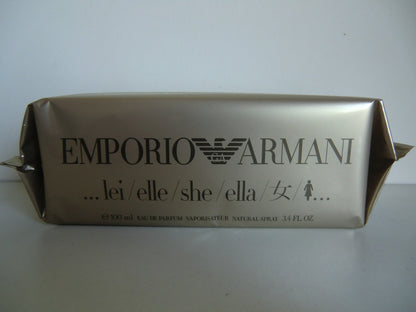 EMPORIO ARMANI
...lei/elle/she/ella/女/...
e 100 ml EAU DE PARFUM VAPORISATEUR NATURAL SPRAY 3.4 FL. OZ